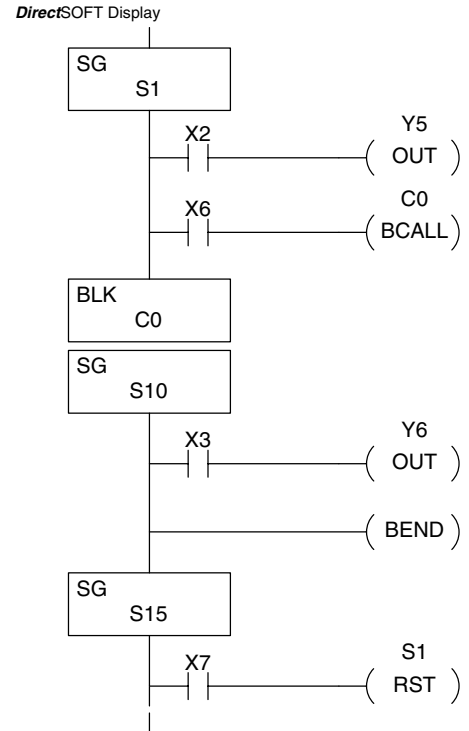 DirectSOFT Display
SG
S1
X2
Y5
OUT
X6
C0
BCALL
BLK
C0
SG
S10
X3
Y6
OUT
BEND
SG
S15
X7
S1
RST